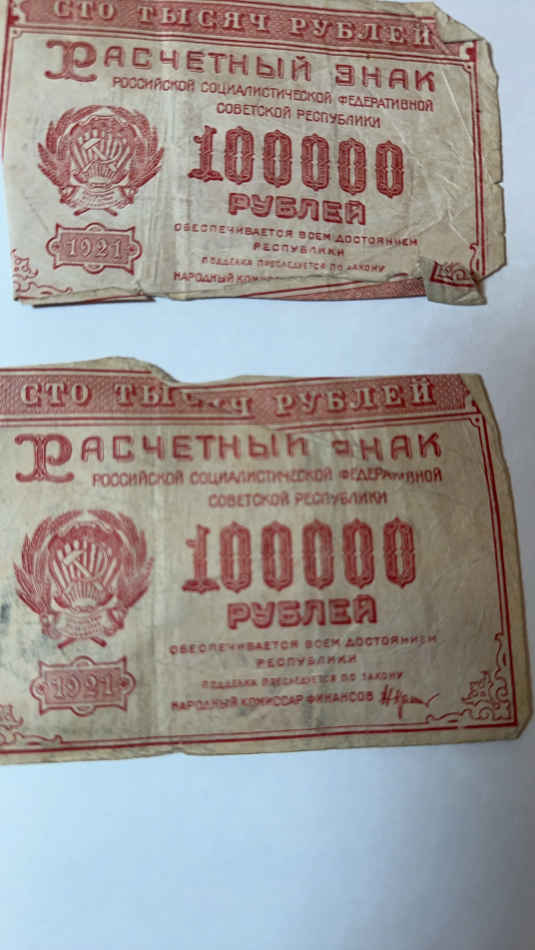 СТО ТЫСЯЧ РУБЛЕЙ
РАСЧЕТНЫЙ ЗНАК
РОССИЙСКОЙ СОЦИАЛИСТИЧЕСКОЙ ФЕДЕРАТИВНОЙ
СОВЕТСКОЙ РЕСПУБЛИКИ
100000
РУБЛЕЙ
1921
ОБЕСПЕЧИВАЕТСЯ ВСЕМ ДОСТОЯНИЕМ
РЕСПУБЛИКИ
ПОДДЕЛКА ПРЕСЛЕДУЕТСЯ ПО ЗАКОНУ
НАРОДНЫЙ
СТО РУБЛЕЙ
РАСЧЕТНЫЙ ЗНАК
РОССИЙСКОЙ СОЦИАЛИСТИЧЕСКОЙ ФЕДЕРАТИВНОЙ
СОВЕТСКОЙ РЕСПУБЛИКИ
100000
РУБЛЕЙ
1921
ОБЕСПЕЧИВАЕТСЯ ВСЕМ ДОСТОЯНИЕМ
РЕСПУБЛИКИ
ПОДДЕЛКА ПРЕСЛЕДУЕТСЯ ПО ЗАКОНУ
НАРОДНЫЙ КОМИССАР ФИНАНСОВ